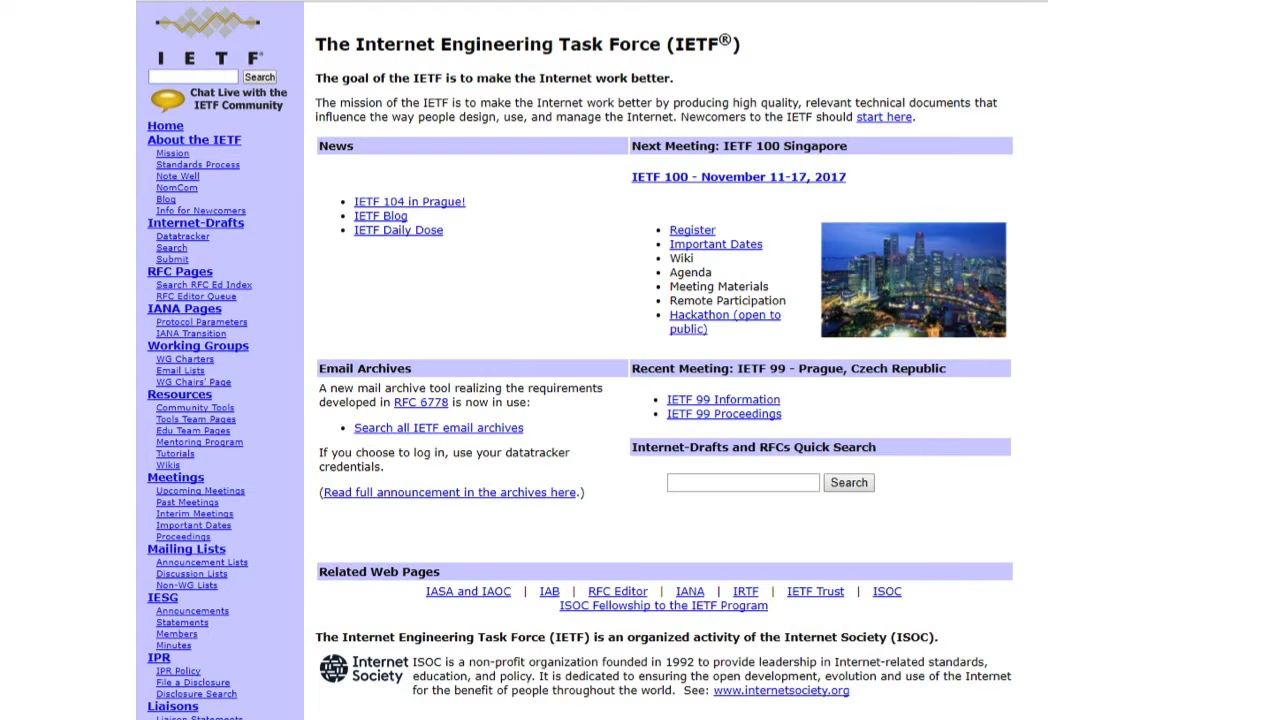 I E T F®
Search
Chat Live with the
IETF Community
Home
About the IETF
Mission
Standards Process
Note Well
NomCom
Blog
Info for Newcomers
Internet-Drafts
Datatracker
Search
Submit
RFC Pages
Search RFC Ed Index
RFC Editor Queue
IANA Pages
Protocol Parameters
IANA Transition
Working Groups
WG Charters
Email Lists
WG Chairs' Page
Resources
Community Tools
Tools Team Pages
Edu Team Pages
Mentoring Program
Tutorials
Wikis
Meetings
Upcoming Meetings
Past Meetings
Interim Meetings
Important Dates
Proceedings
Mailing Lists
Announcement Lists
Discussion Lists
Non-WG Lists
IESG
Announcements
Statements
Members
Minutes
IPR
IPR Policy
File a Disclosure
Disclosure Search
Liaisons
Liaison Statements
The Internet Engineering Task Force (IETF®)
The goal of the IETF is to make the Internet work better.
The mission of the IETF is to make the Internet work better by producing high quality, relevant technical documents that
influence the way people design, use, and manage the Internet. Newcomers to the IETF should start here.
News
IETF 104 in Prague!
IETF Blog
IETF Daily Dose
Next Meeting: IETF 100 Singapore
IETF 100 - November 11-17, 2017
Register
Important Dates
Wiki
Agenda
Meeting Materials
Remote Participation
Hackathon (open to
public)
Email Archives
A new mail archive tool realizing the requirements
developed in RFC 6778 is now in use:
Search all IETF email archives
If you choose to log in, use your datatracker
credentials.
(Read full announcement in the archives here.)
Recent Meeting: IETF 99 - Prague, Czech Republic
IETF 99 Information
IETF 99 Proceedings
Internet-Drafts and RFCs Quick Search
Search
Related Web Pages
IASA and IAOC | IAB | RFC Editor | IANA | IRTF | IETF Trust | ISOC
ISOC Fellowship to the IETF Program
The Internet Engineering Task Force (IETF) is an organized activity of the Internet Society (ISOC).
Internet
Society
ISOC is a non-profit organization founded in 1992 to provide leadership in Internet-related standards,
education, and policy. It is dedicated to ensuring the open development, evolution and use of the Internet
for the benefit of people throughout the world. See: www.internetsociety.org